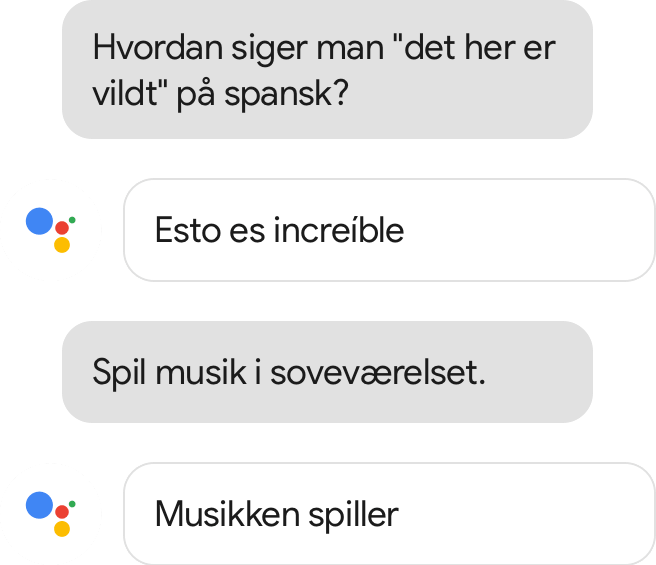 Hvordan siger man "det her er
vildt" på spansk?
Esto es increíble
Spil musik i soveværelset.
Musikken spiller